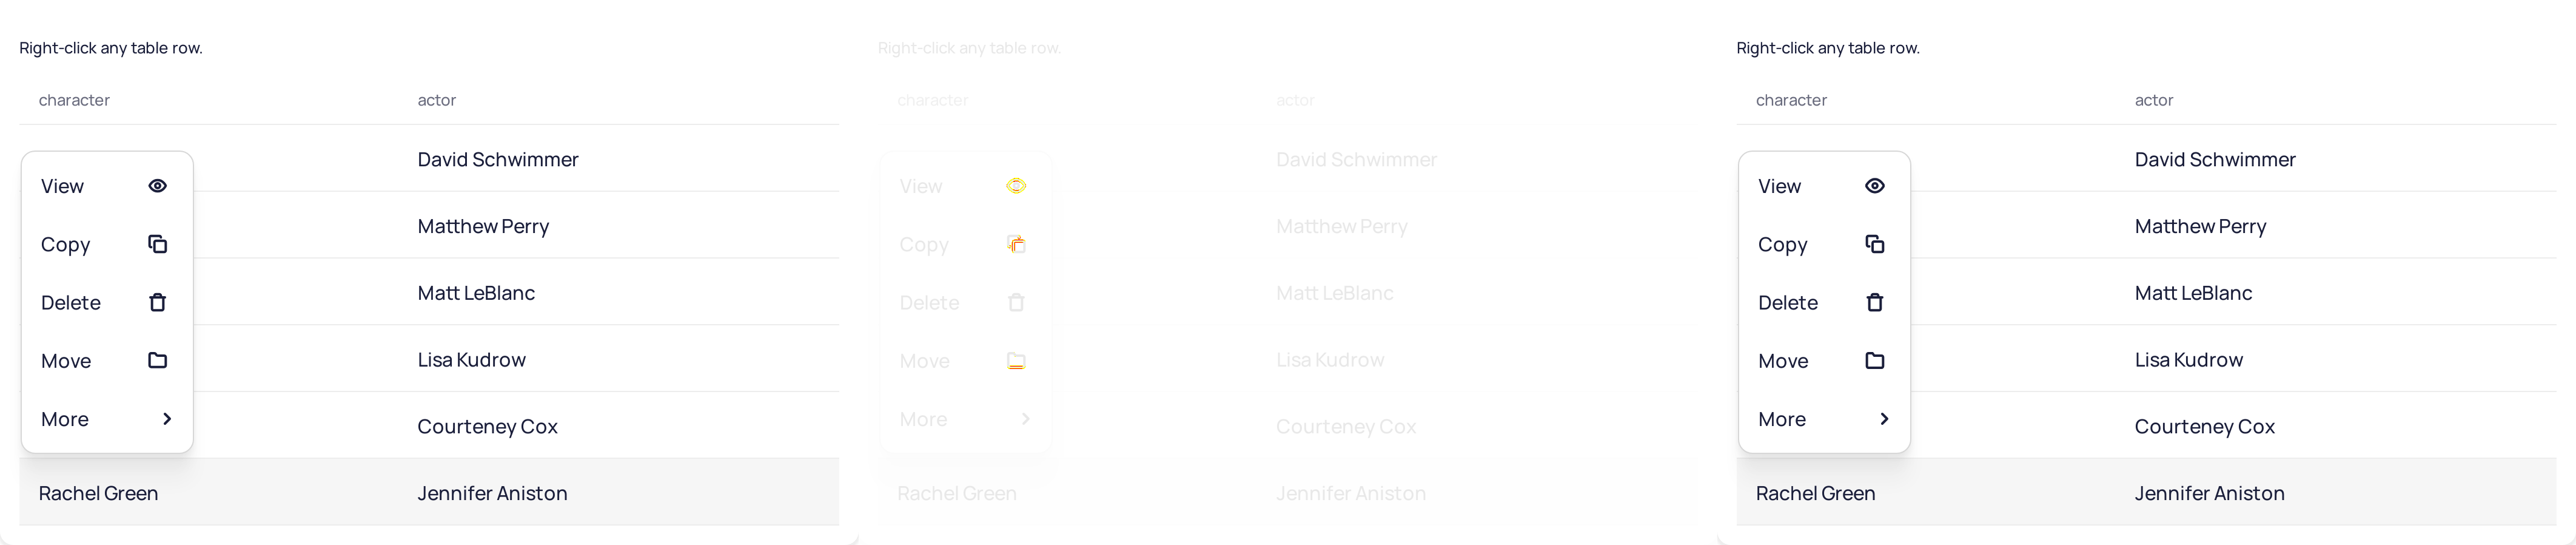 Right-click any table row.
character actor
David Schwimmer
View
Matthew Perry
Copy
Matt LeBlanc
Delete
Lisa Kudrow
Move
Courteney Cox
More
Rachel Green Jennifer Aniston
Right-click any table row.
character actor
David Schwimmer
View
Matthew Perry
Copy
Matt LeBlanc
Delete
Lisa Kudrow
Move
Courteney Cox
More
Rachel Green Jennifer Aniston
Right-click any table row.
character actor
David Schwimmer
View
Matthew Perry
Copy
Matt LeBlanc
Delete
Lisa Kudrow
Move
Courteney Cox
More
Rachel Green Jennifer Aniston